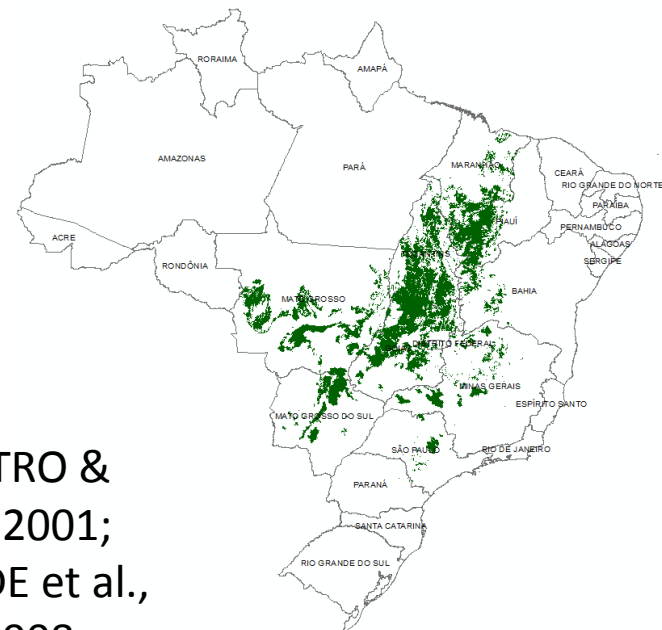 RORAIMA
AMAPÁ
AMAZONAS
PARÁ
MARANHÃO
CEARÁ
RIO GRANDE DO NORTE
PARAÍBA
PIAUÍ
PERNAMBUCO
ALAGOAS
SERGIPE
ACRE
RONDÔNIA
BAHIA
MATO GROSSO
DISTRITO FEDERAL
MINAS GERAIS
ESPÍRITO SANTO
MATO GROSSO DO SUL
SÃO PAULO
RIO DE JANEIRO
PARANÁ
SANTA CATARINA
RIO GRANDE DO SUL
TRO &
2001;
DE et al.,